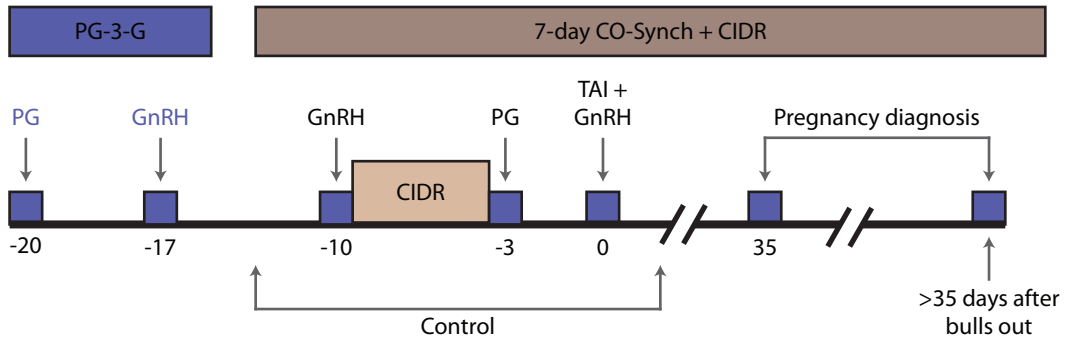 PG-3-G
7-day CO-Synch + CIDR
PG
GnRH
GnRH
PG
TAI +
GnRH
Pregnancy diagnosis
CIDR
-20
-17
-10
-3
0
35
Control
>35 days after
bulls out